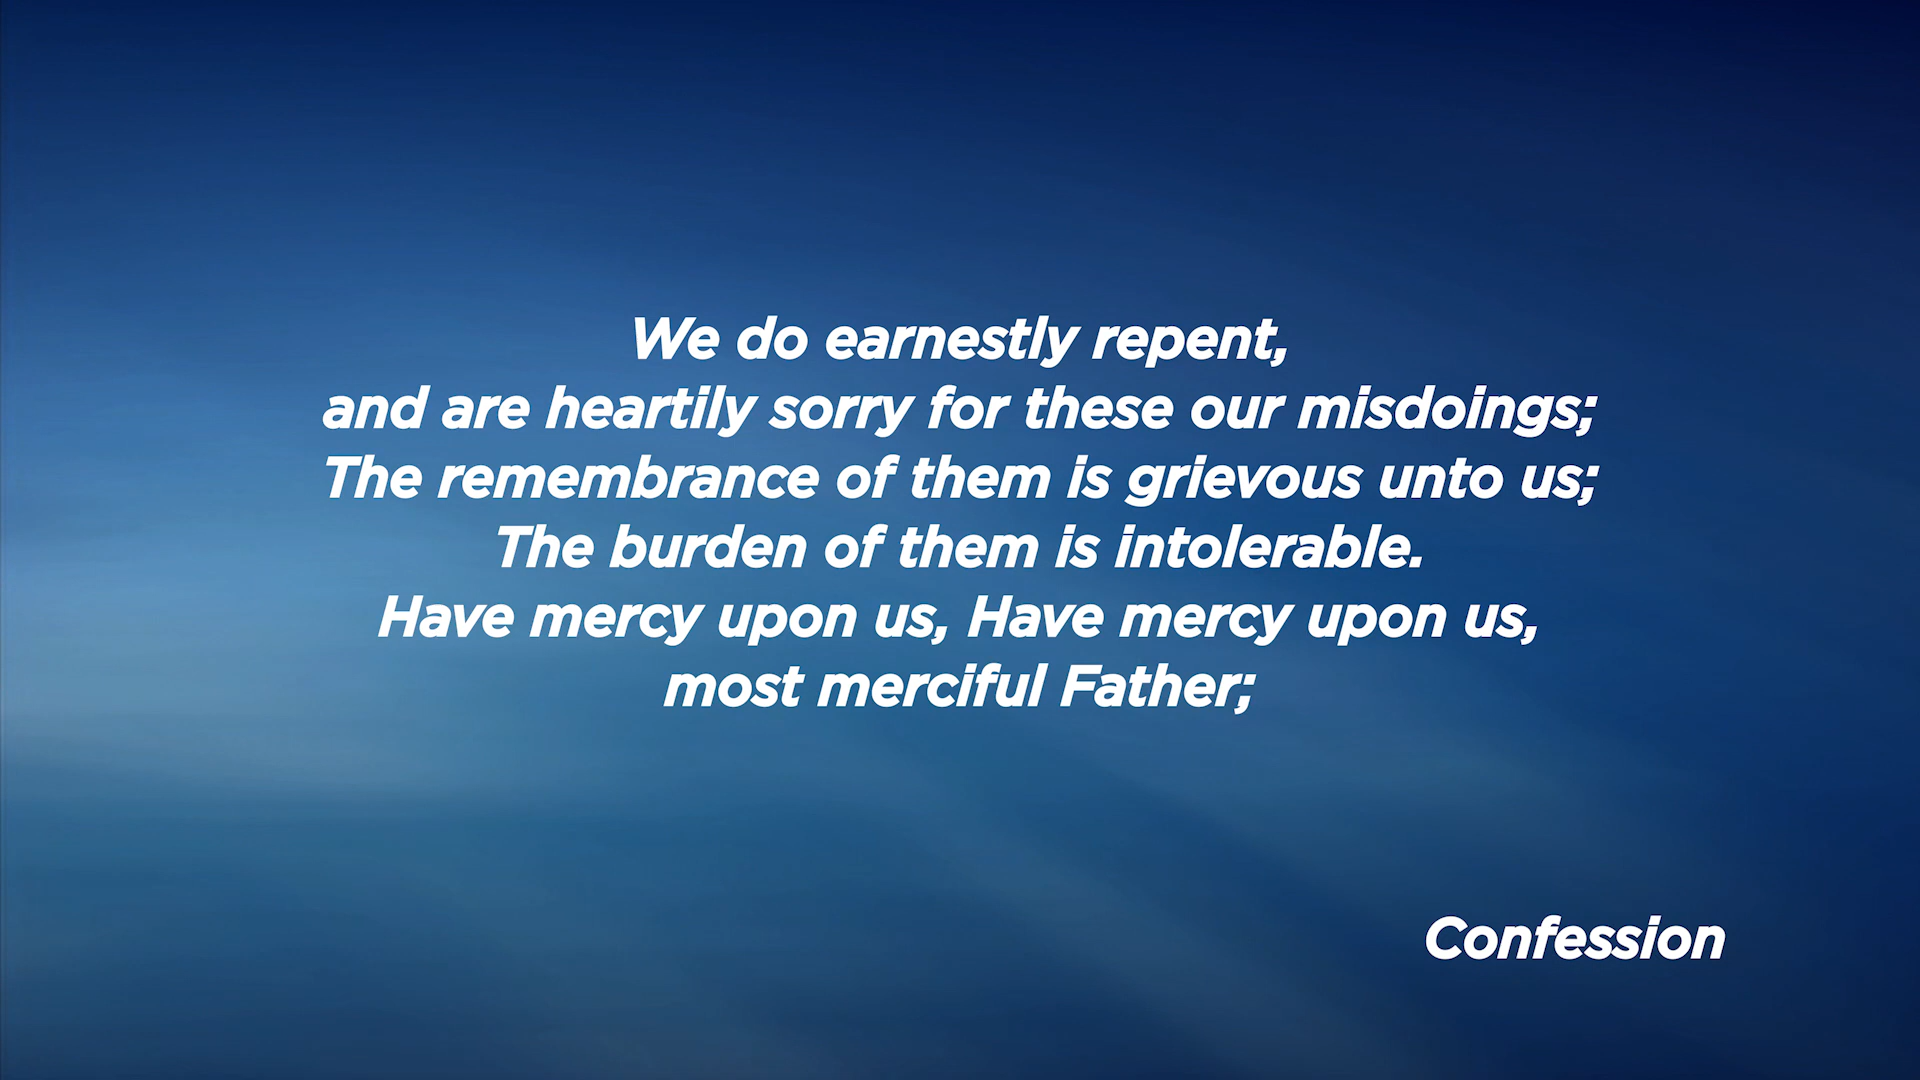 We do earnestly repent,
and are heartily sorry for these our misdoings;
The remembrance of them is grievous unto us;
The burden of them is intolerable.
Have mercy upon us, Have mercy upon us,
most merciful Father;
Confession